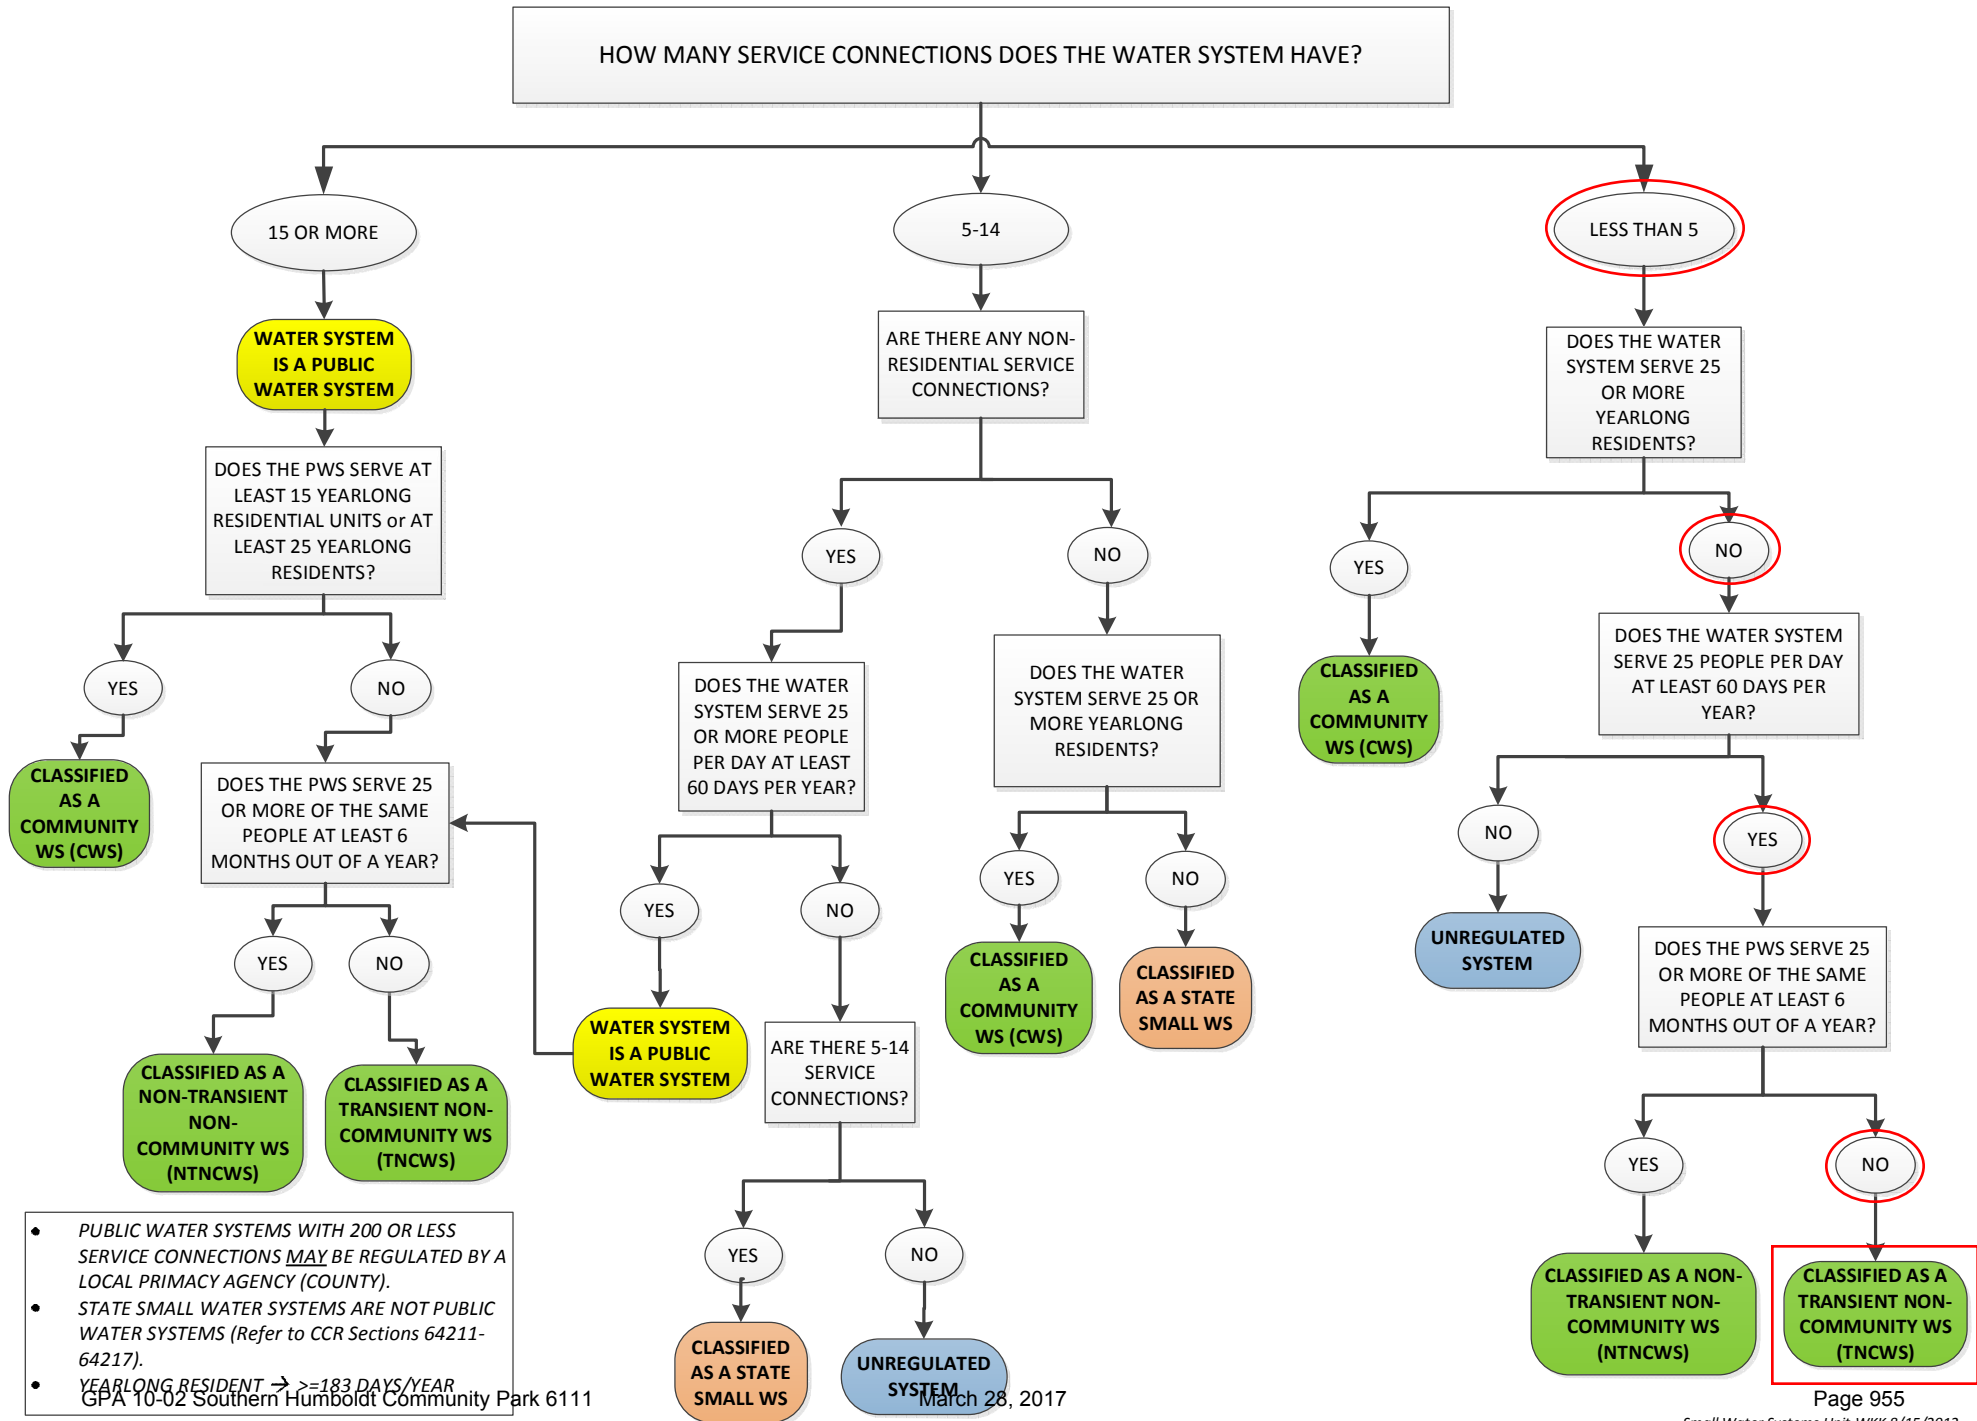 HOW MANY SERVICE CONNECTIONS DOES THE WATER SYSTEM HAVE?
15 OR MORE
WATER SYSTEM
IS A PUBLIC
WATER SYSTEM
DOES THE PWS SERVE AT
LEAST 15 YEARLONG
RESIDENTIAL UNITS or AT
LEAST 25 YEARLONG
RESIDENTS?
YES
NO
CLASSIFIED
AS A
COMMUNITY
WS (CWS)
DOES THE PWS SERVE 25
OR MORE OF THE SAME
PEOPLE AT LEAST 6
MONTHS OUT OF A YEAR?
YES
NO
CLASSIFIED AS A
NON-TRANSIENT
NON-
COMMUNITY WS
(NTNCWS)
CLASSIFIED AS A
TRANSIENT NON-
COMMUNITY WS
(TNCWS)
5-14
ARE THERE ANY NON-
RESIDENTIAL SERVICE
CONNECTIONS?
YES
NO
DOES THE WATER
SYSTEM SERVE 25
OR MORE PEOPLE
PER DAY AT LEAST
60 DAYS PER YEAR?
YES
NO
WATER SYSTEM
IS A PUBLIC
WATER SYSTEM
ARE THERE 5-14
SERVICE
CONNECTIONS?
YES
NO
CLASSIFIED
AS A STATE
SMALL WS
UNREGULATED
SYSTEM
DOES THE WATER
SYSTEM SERVE 25 OR
MORE YEARLONG
RESIDENTS?
YES
NO
CLASSIFIED
AS A
COMMUNITY
WS (CWS)
CLASSIFIED
AS A STATE
SMALL WS
LESS THAN 5
DOES THE WATER
SYSTEM SERVE 25
OR MORE
YEARLONG
RESIDENTS?
YES
NO
CLASSIFIED
AS A
COMMUNITY
WS (CWS)
DOES THE WATER SYSTEM
SERVE 25 PEOPLE PER DAY
AT LEAST 60 DAYS PER
YEAR?
NO
YES
UNREGULATED
SYSTEM
DOES THE PWS SERVE 25
OR MORE OF THE SAME
PEOPLE AT LEAST 6
MONTHS OUT OF A YEAR?
YES
NO
CLASSIFIED AS A NON-
TRANSIENT NON-
COMMUNITY WS
(NTNCWS)
CLASSIFIED AS A
TRANSIENT NON-
COMMUNITY WS
(TNCWS)
• PUBLIC WATER SYSTEMS WITH 200 OR LESS
SERVICE CONNECTIONS MAY BE REGULATED BY A
LOCAL PRIMACY AGENCY (COUNTY).
• STATE SMALL WATER SYSTEMS ARE NOT PUBLIC
WATER SYSTEMS (Refer to CCR Sections 64211-
64217).
• YEARLONG RESIDENT → >=183 DAYS/YEAR
GPA 10-02 Southern Humboldt Community Park 6111
March 28, 2017
Page 955
Small Water Systems Unit